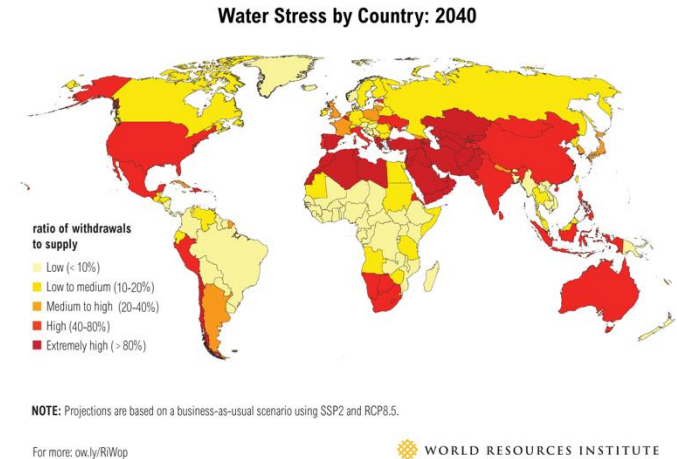 Water Stress by Country: 2040
ratio of withdrawals
to supply
Low (< 10%)
Low to medium (10-20%)
Medium to high (20-40%)
High (40-80%)
Extremely high (> 80%)
NOTE: Projections are based on a business-as-usual scenario using SSP2 and RCP8.5.
For more: ow.ly/RiWop
WORLD RESOURCES INSTITUTE